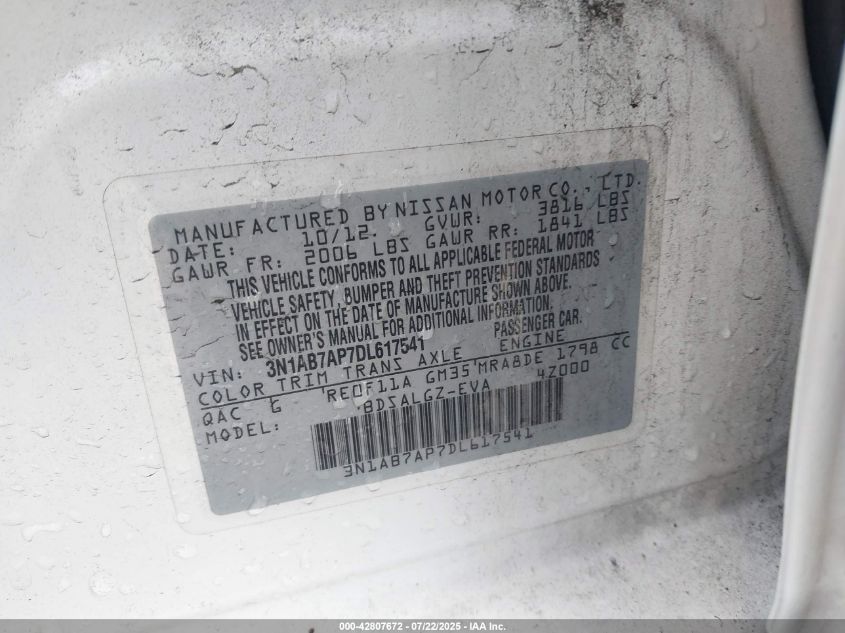 MANUFACTURED BY NISSAN MOTOR CO., LTD.
DATE: 10/12. GVWR: 3816 LBS
GAWR FR: 2006 LBS GAWR RR: 1841 LBS
THIS VEHICLE CONFORMS TO ALL APPLICABLE FEDERAL MOTOR
VEHICLE SAFETY, BUMPER AND THEFT PREVENTION STANDARDS
IN EFFECT ON THE DATE OF MANUFACTURE SHOWN ABOVE.
SEE OWNER'S MANUAL FOR ADDITIONAL INFORMATION.
VIN: 3N1AB7AP7DL617541 PASSENGER CAR.
COLOR TRIM TRANS AXLE ENGINE
QAC G RE0F11A GM35 MRA8DE 1798 CC
MODEL: BDSALGZ-EVA 4Z000
3N1AB7AP7DL617541
000-42807672 / 07/22/2025 - IAA Inc.